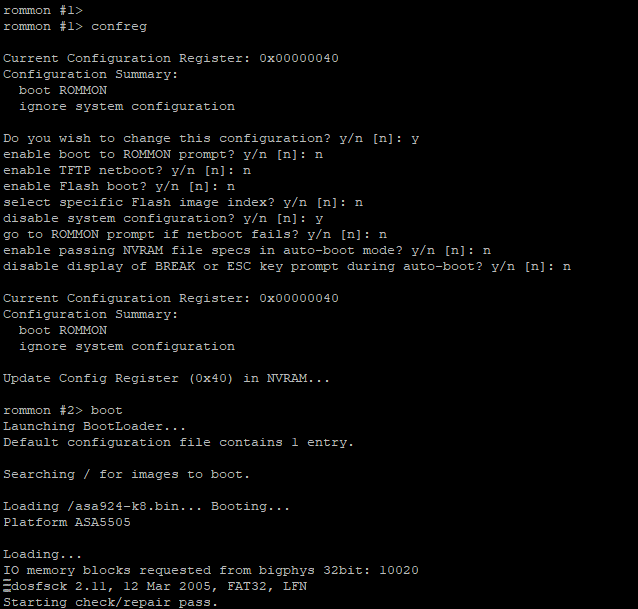 rommon #1>
rommon #1> confreg
Current Configuration Register: 0x00000040
Configuration Summary:
boot ROMMON
ignore system configuration
Do you wish to change this configuration? y/n [n]: y
enable boot to ROMMON prompt? y/n [n]: n
enable TFTP netboot? y/n [n]: n
enable Flash boot? y/n [n]: n
select specific Flash image index? y/n [n]: n
disable system configuration? y/n [n]: y
go to ROMMON prompt if netboot fails? y/n [n]: n
enable passing NVRAM file specs in auto-boot mode? y/n [n]: n
disable display of BREAK or ESC key prompt during auto-boot? y/n [n]: n
Current Configuration Register: 0x00000040
Configuration Summary:
boot ROMMON
ignore system configuration
Update Config Register (0x40) in NVRAM...
rommon #2> boot
Launching BootLoader...
Default configuration file contains 1 entry.
Searching / for images to boot.
Loading /asa924-k8.bin... Booting...
Platform ASA5505
Loading...
IO memory blocks requested from bigphys 32bit: 10020
dosfsck 2.11, 12 Mar 2005, FAT32, LFN
Starting check/repair pass.